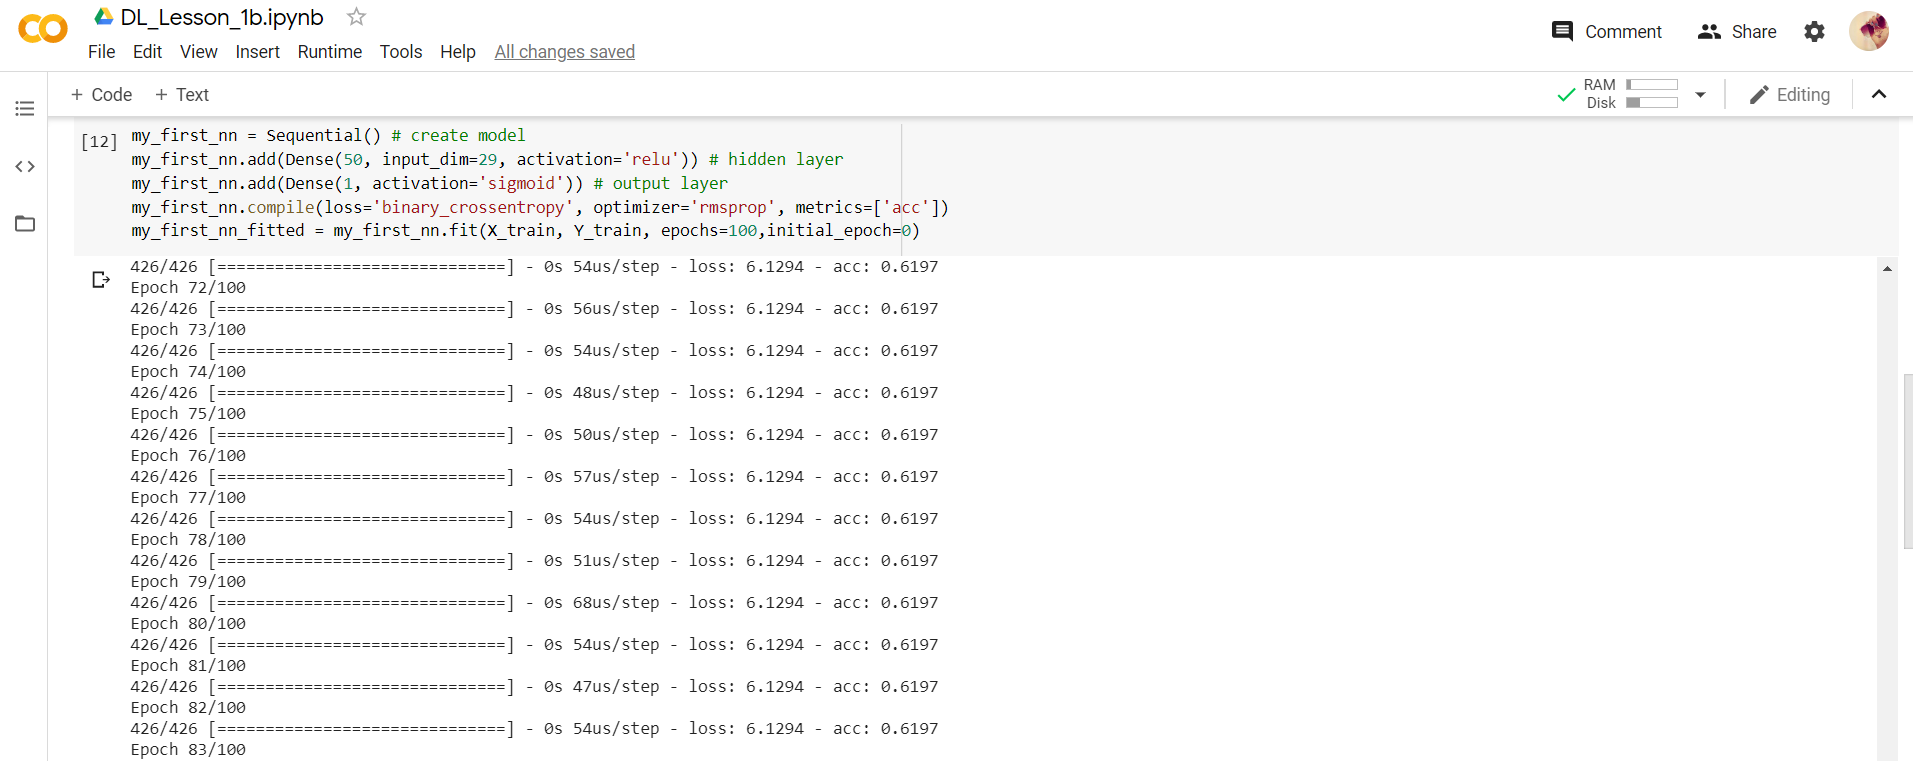 DL_Lesson_1b.ipynb
File Edit View Insert Runtime Tools Help All changes saved
Comment Share
+ Code + Text
RAM
Disk
Editing
[12]
my_first_nn = Sequential() # create model
my_first_nn.add(Dense(50, input_dim=29, activation='relu')) # hidden layer
my_first_nn.add(Dense(1, activation='sigmoid')) # output layer
my_first_nn.compile(loss='binary_crossentropy', optimizer='rmsprop', metrics=['acc'])
my_first_nn_fitted = my_first_nn.fit(X_train, Y_train, epochs=100,initial_epoch=0)
426/426 [==============================] - 0s 54us/step - loss: 6.1294 - acc: 0.6197
Epoch 72/100
426/426 [==============================] - 0s 56us/step - loss: 6.1294 - acc: 0.6197
Epoch 73/100
426/426 [==============================] - 0s 54us/step - loss: 6.1294 - acc: 0.6197
Epoch 74/100
426/426 [==============================] - 0s 48us/step - loss: 6.1294 - acc: 0.6197
Epoch 75/100
426/426 [==============================] - 0s 50us/step - loss: 6.1294 - acc: 0.6197
Epoch 76/100
426/426 [==============================] - 0s 57us/step - loss: 6.1294 - acc: 0.6197
Epoch 77/100
426/426 [==============================] - 0s 54us/step - loss: 6.1294 - acc: 0.6197
Epoch 78/100
426/426 [==============================] - 0s 51us/step - loss: 6.1294 - acc: 0.6197
Epoch 79/100
426/426 [==============================] - 0s 68us/step - loss: 6.1294 - acc: 0.6197
Epoch 80/100
426/426 [==============================] - 0s 54us/step - loss: 6.1294 - acc: 0.6197
Epoch 81/100
426/426 [==============================] - 0s 47us/step - loss: 6.1294 - acc: 0.6197
Epoch 82/100
426/426 [==============================] - 0s 54us/step - loss: 6.1294 - acc: 0.6197
Epoch 83/100